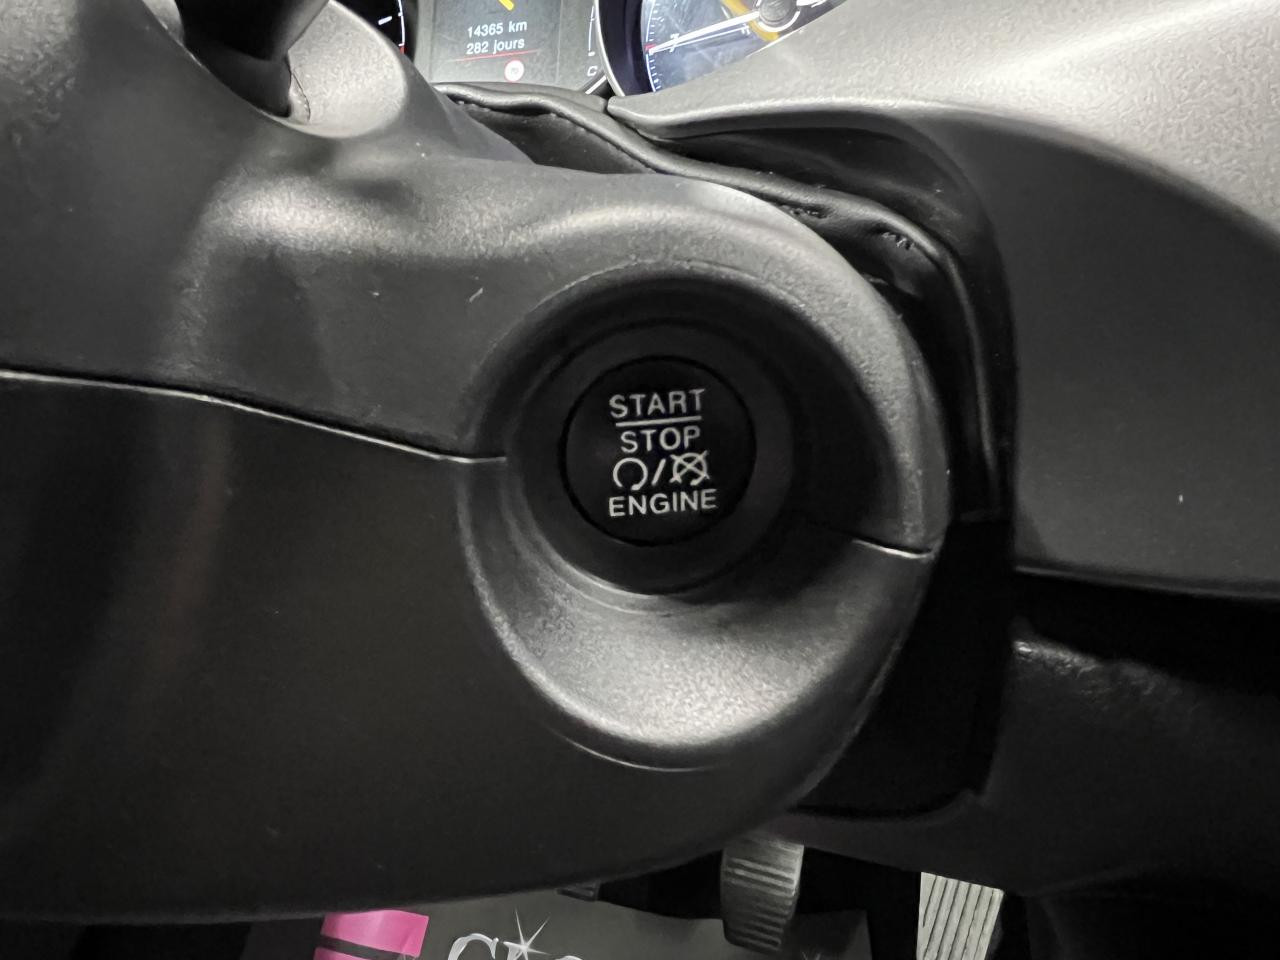 14365 km
282 jours
C
START
STOP
ENGINE